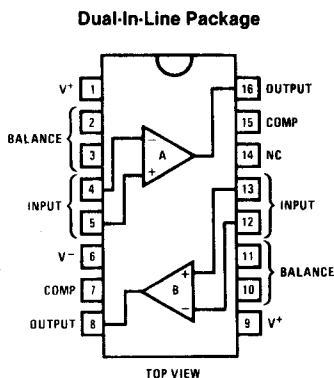 Dual-In-Line Package
V+ 1
16 OUTPUT
2
15 COMP
BALANCE
3
A
14 NC
−
+
4
13
INPUT
INPUT
5
12
+
−
V− 6
11
BALANCE
COMP 7
B
10
OUTPUT 8
9 V+
TOP VIEW